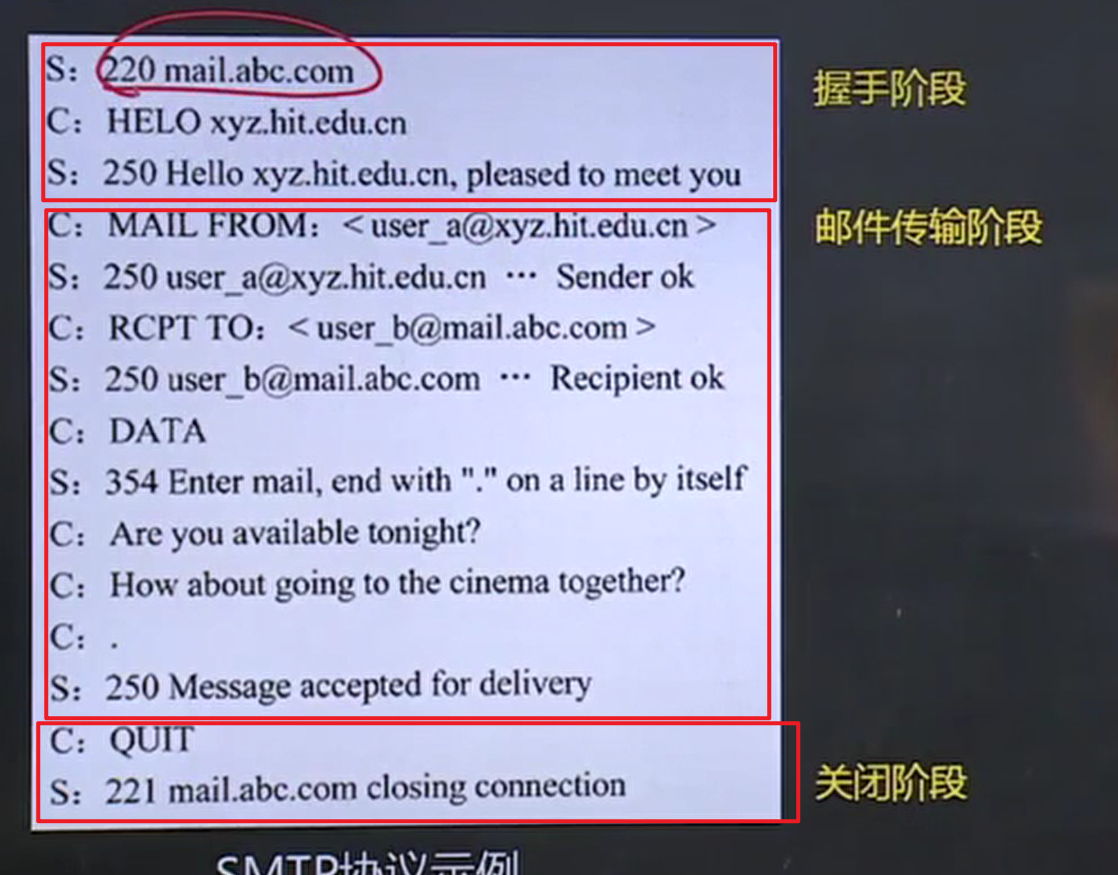 S: 220 mail.abc.com
握手阶段
C: HELO xyz.hit.edu.cn
S: 250 Hello xyz.hit.edu.cn, pleased to meet you
C: MAIL FROM: <user_a@xyz.hit.edu.cn>
邮件传输阶段
S: 250 user_a@xyz.hit.edu.cn … Sender ok
C: RCPT TO: <user_b@mail.abc.com>
S: 250 user_b@mail.abc.com … Recipient ok
C: DATA
S: 354 Enter mail, end with "." on a line by itself
C: Are you available tonight?
C: How about going to the cinema together?
C: .
S: 250 Message accepted for delivery
C: QUIT
S: 221 mail.abc.com closing connection
关闭阶段
SMTP协议示例